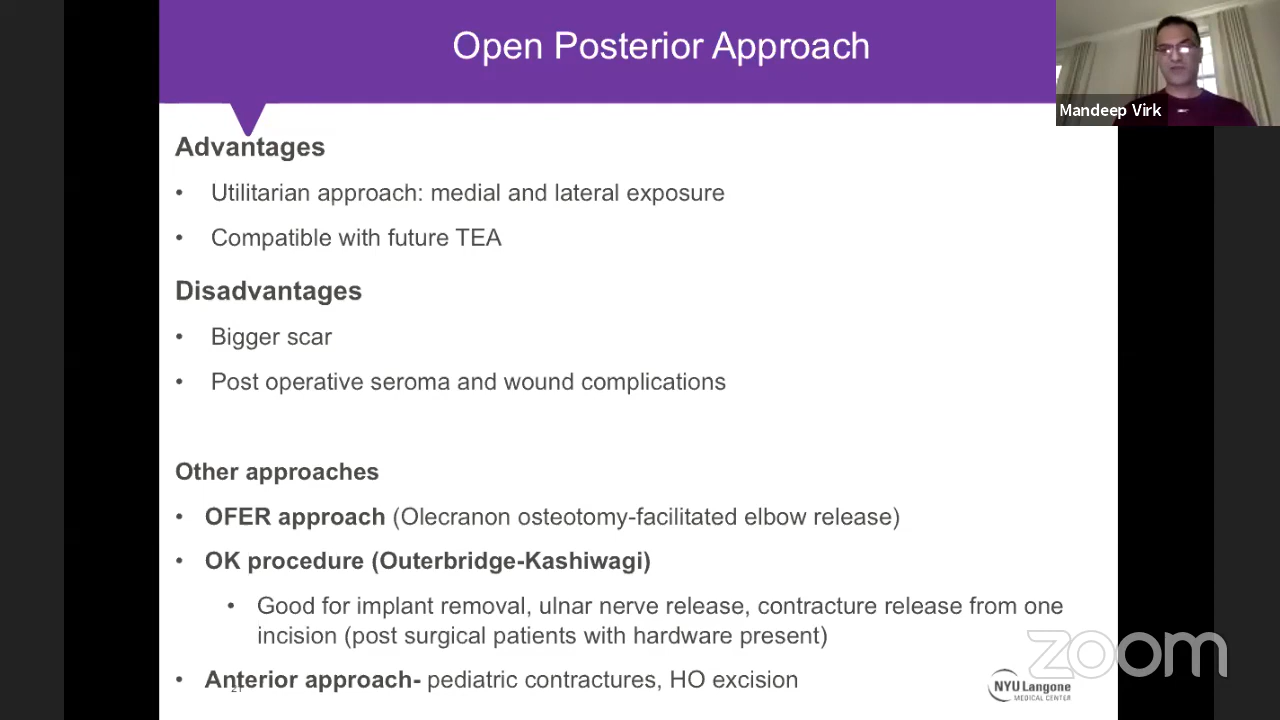 Open Posterior Approach
Mandeep Virk
Advantages
• Utilitarian approach: medial and lateral exposure
• Compatible with future TEA
Disadvantages
• Bigger scar
• Post operative seroma and wound complications
Other approaches
• OFER approach (Olecranon osteotomy-facilitated elbow release)
• OK procedure (Outerbridge-Kashiwagi)
• Good for implant removal, ulnar nerve release, contracture release from one
incision (post surgical patients with hardware present)
• Anterior approach- pediatric contractures, HO excision
zoom
NYU Langone
MEDICAL CENTER